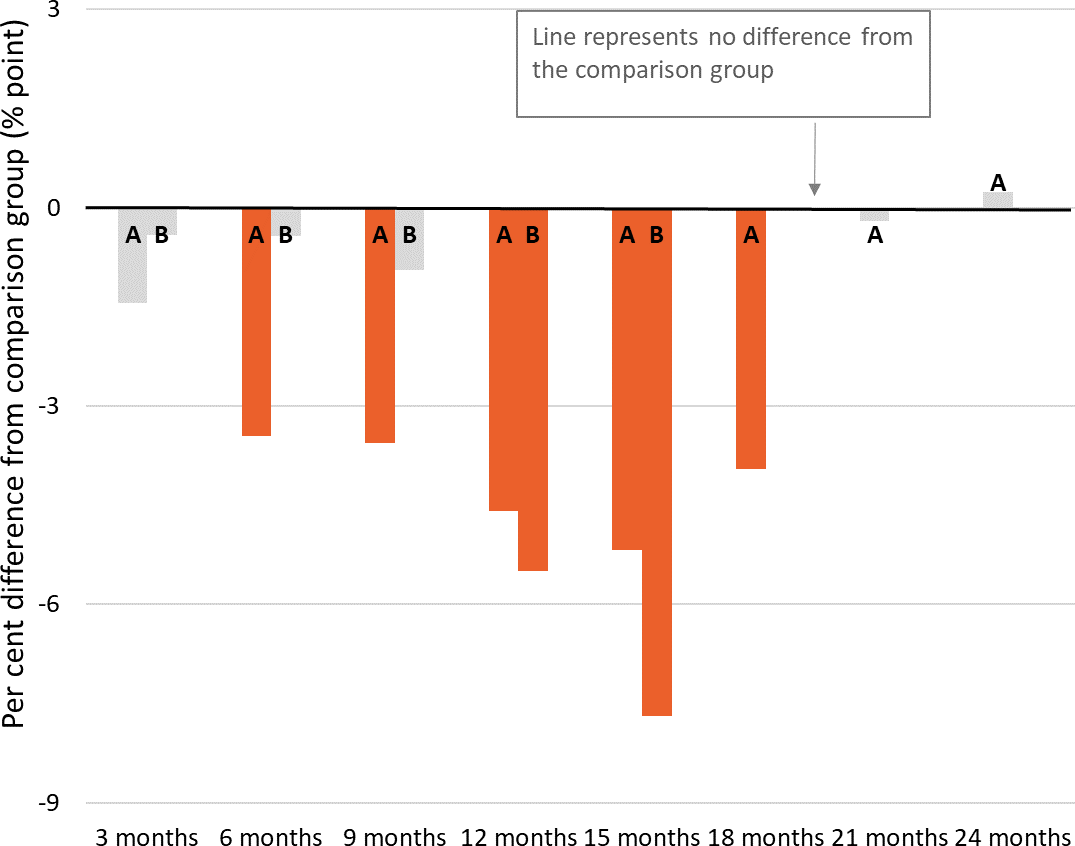 Per cent difference from comparison group (% point)
3
Line represents no difference from
the comparison group
A
0
A B A B A B A B A B A A
-3
-6
-9
3 months 6 months 9 months 12 months 15 months 18 months 21 months 24 months